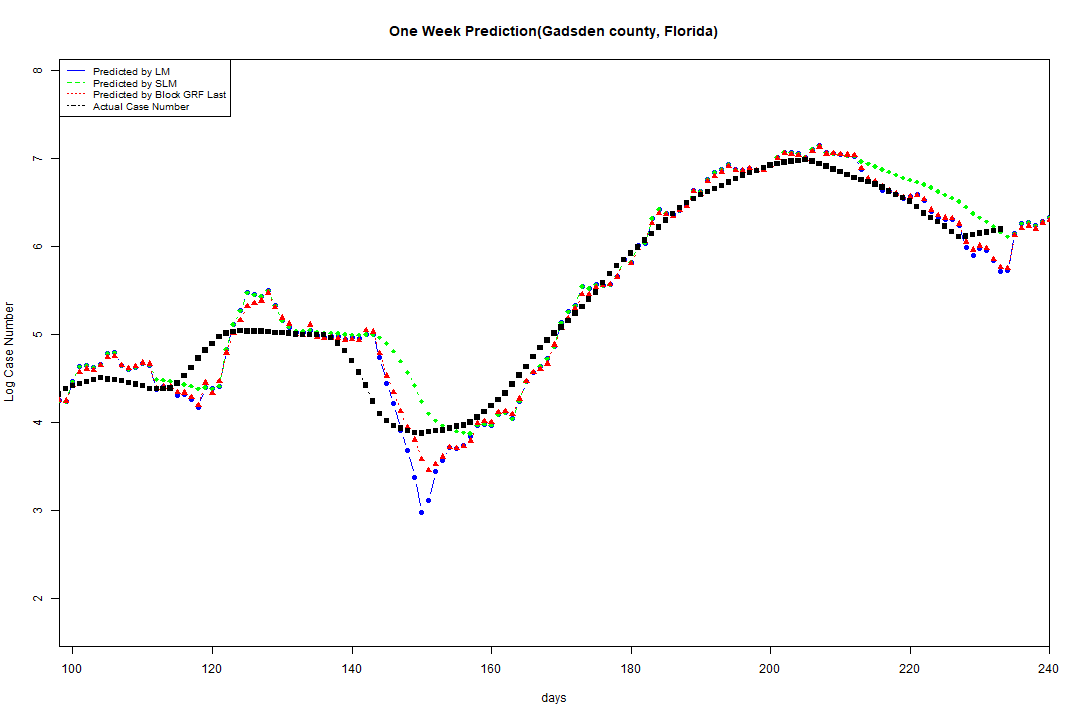 One Week Prediction(Gadsden county, Florida)
Predicted by LM
Predicted by SLM
Predicted by Block GRF Last
Actual Case Number
8
7
6
5
4
3
2
Log Case Number
100 120 140 160 180 200 220 240
days